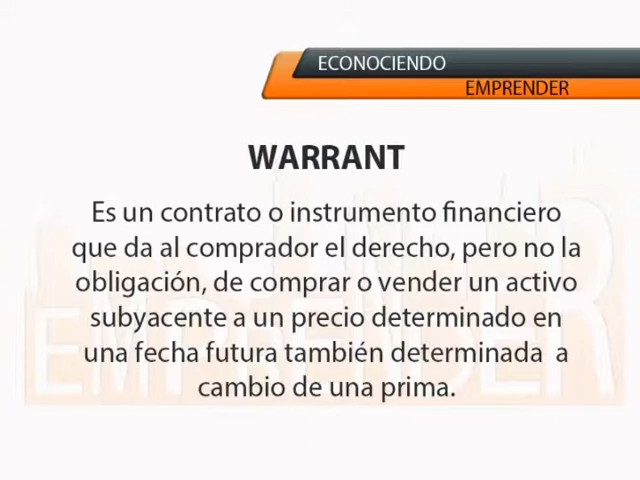 ECONOCIENDO
EMPRENDER
WARRANT
Es un contrato o instrumento financiero
que da al comprador el derecho, pero no la
obligación, de comprar o vender un activo
subyacente a un precio determinado en
una fecha futura también determinada a
cambio de una prima.